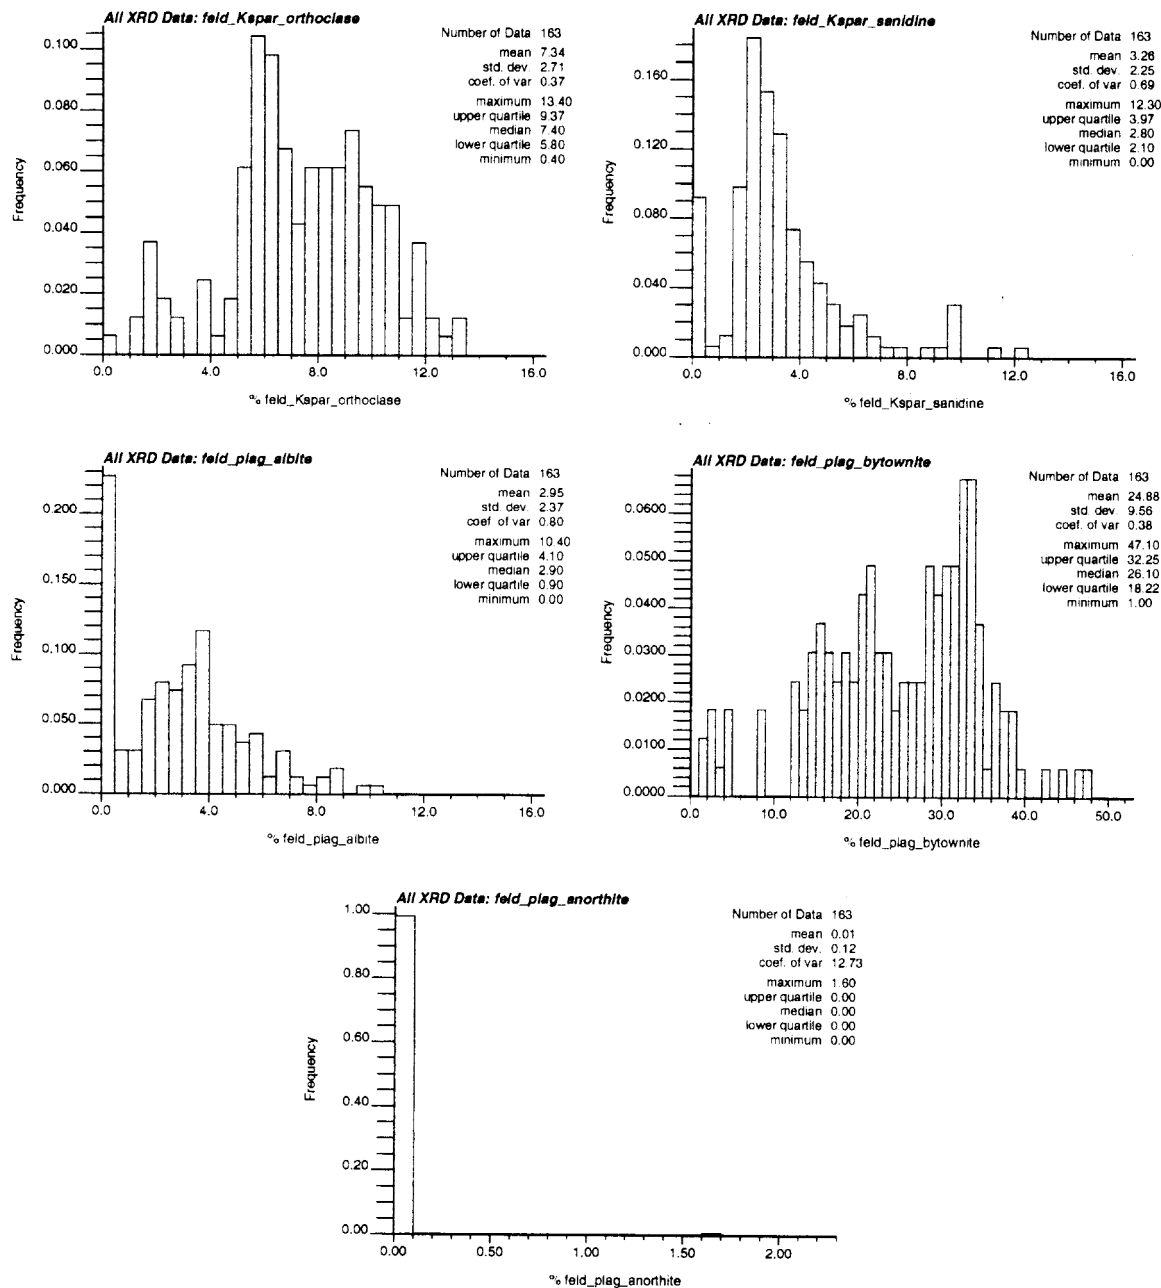 All XRD Data: feld_Kspar_orthoclase
Number of Data 163
mean 7.34
std. dev. 2.71
coef. of var 0.37
maximum 13.40
upper quartile 9.37
median 7.40
lower quartile 5.80
minimum 0.40
Frequency
0.100
0.080
0.060
0.040
0.020
0.000
0.0 4.0 8.0 12.0 16.0
% feld_Kspar_orthoclase
All XRD Data: feld_Kspar_sanidine
Number of Data 163
mean 3.26
std. dev. 2.25
coef. of var 0.69
maximum 12.30
upper quartile 3.97
median 2.80
lower quartile 2.10
minimum 0.00
Frequency
0.160
0.120
0.080
0.040
0.000
0.0 4.0 8.0 12.0 16.0
% feld_Kspar_sanidine
All XRD Data: feld_plag_albite
Number of Data 163
mean 2.95
std. dev. 2.37
coef. of var 0.80
maximum 10.40
upper quartile 4.10
median 2.90
lower quartile 0.90
minimum 0.00
Frequency
0.200
0.150
0.100
0.050
0.000
0.0 4.0 8.0 12.0 16.0
% feld_plag_albite
All XRD Data: feld_plag_bytownite
Number of Data 163
mean 24.88
std. dev. 9.56
coef. of var 0.38
maximum 47.10
upper quartile 32.25
median 26.10
lower quartile 18.22
minimum 1.00
Frequency
0.0600
0.0500
0.0400
0.0300
0.0200
0.0100
0.0000
0.0 10.0 20.0 30.0 40.0 50.0
% feld_plag_bytownite
All XRD Data: feld_plag_anorthite
Number of Data 163
mean 0.01
std. dev. 0.12
coef. of var 12.73
maximum 1.60
upper quartile 0.00
median 0.00
lower quartile 0.00
minimum 0.00
Frequency
1.00
0.80
0.60
0.40
0.20
0.00
0.00 0.50 1.00 1.50 2.00
% feld_plag_anorthite